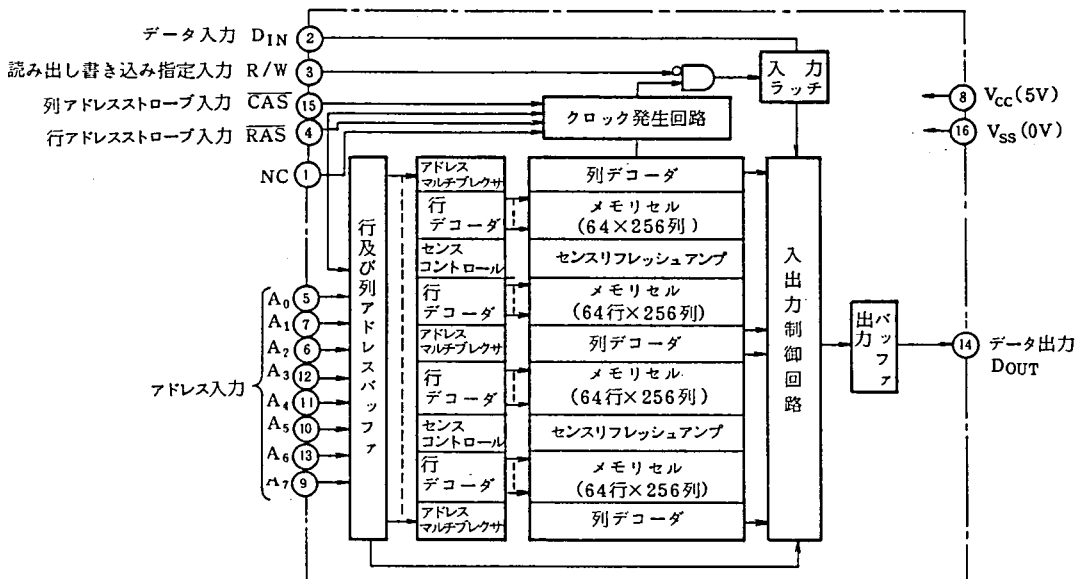 データ入力 DIN 2
読み出し書き込み指定入力 R/W 3
列アドレスストローブ入力 CAS 15
行アドレスストローブ入力 RAS 4
NC 1
アドレス入力
A0 5
A1 7
A2 6
A3 12
A4 11
A5 10
A6 13
A7 9
行及び列アドレスバッファ
クロック発生回路
入力
ラッチ
8 VCC(5V)
16 VSS(0V)
アドレス
マルチプレクサ
行
デコーダ
センス
コントロール
行
デコーダ
アドレス
マルチプレクサ
行
デコーダ
センス
コントロール
行
デコーダ
アドレス
マルチプレクサ
列デコーダ
メモリセル
(64×256列)
センスリフレッシュアンプ
メモリセル
(64行×256列)
列デコーダ
メモリセル
(64行×256列)
センスリフレッシュアンプ
メモリセル
(64行×256列)
列デコーダ
入出力制御回路
出力
バッファ
14 データ出力
DOUT